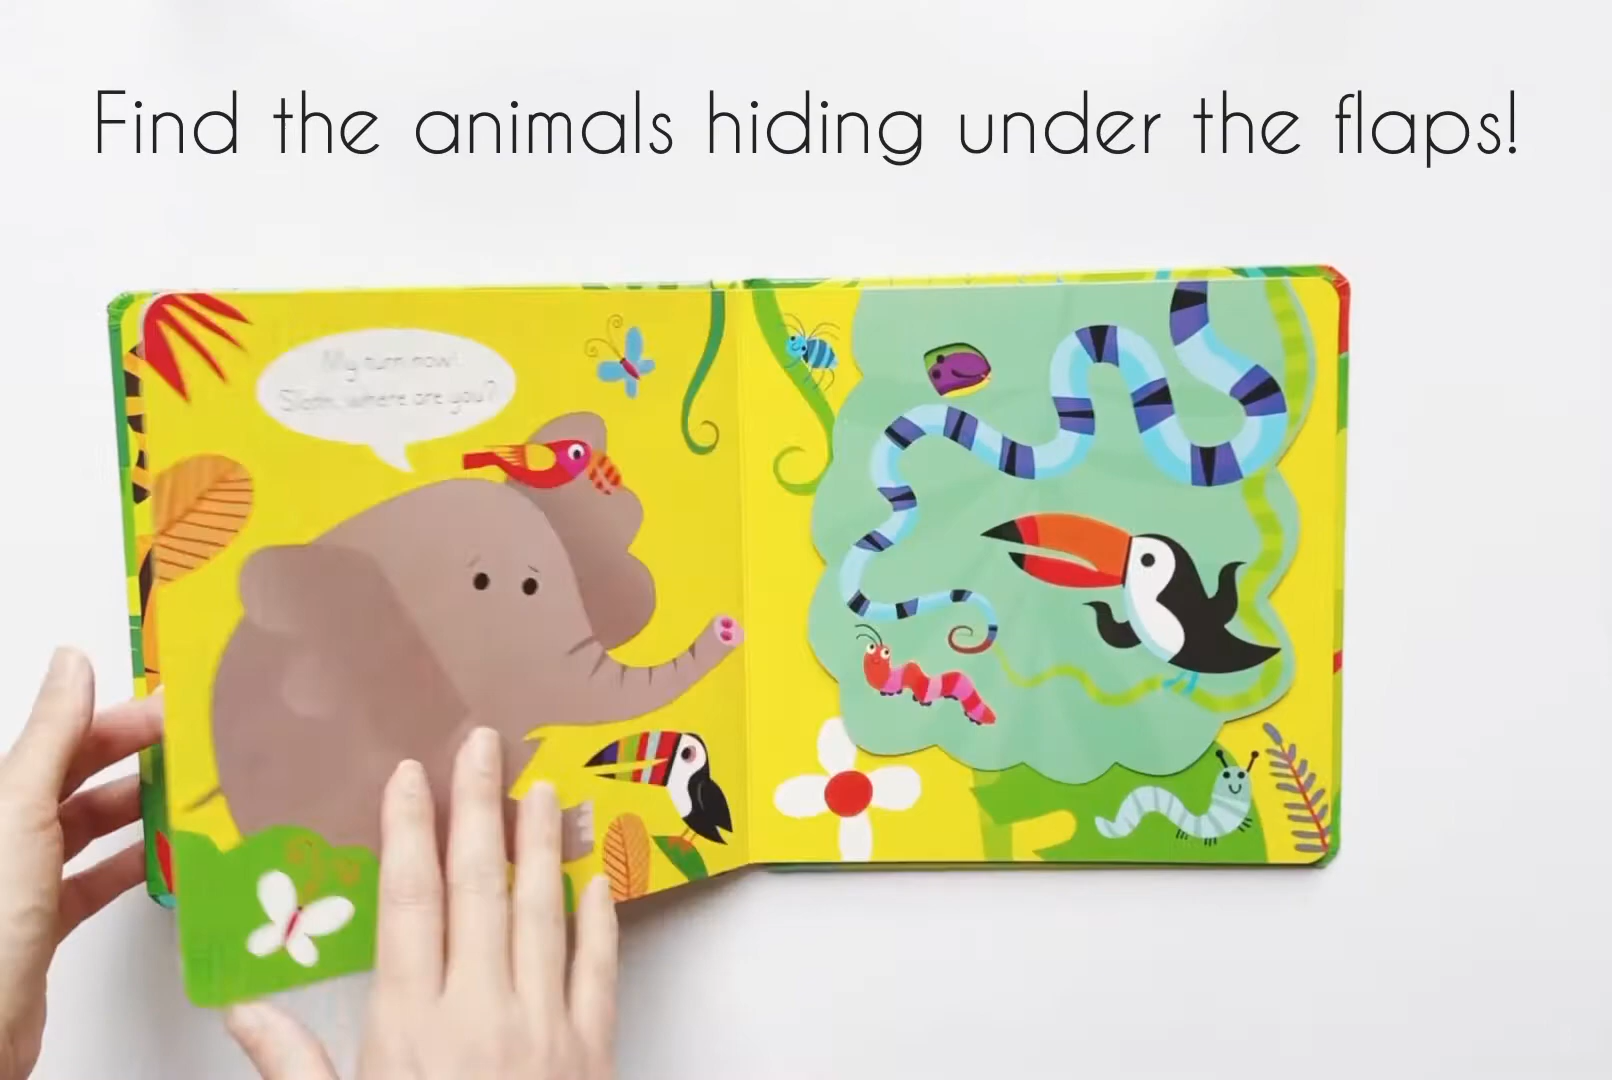 Find the animals hiding under the flaps!
My turn now!
Sloth, where are you?